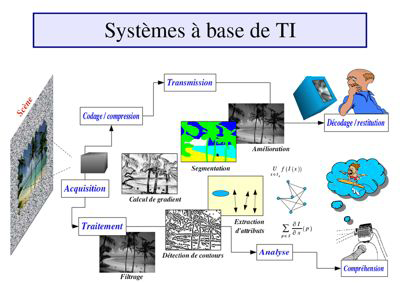 Systèmes à base de TI
Scène
Transmission
Codage / compression
Décodage / restitution
Amélioration
Segmentation
Acquisition
Calcul de gradient
Traitement
Extraction
d'attributs
Détection de contours
Analyse
Filtrage
Compréhension